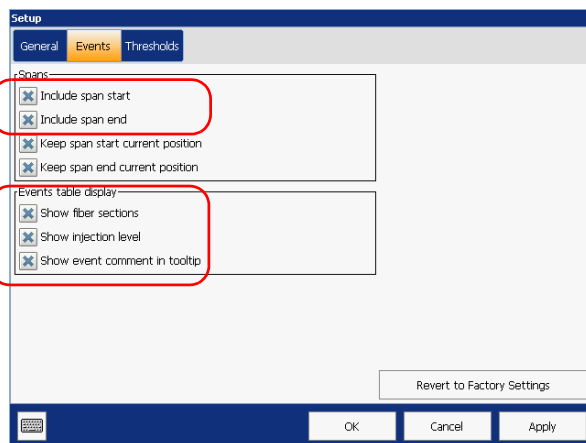 Setup
General Events Thresholds
Spans
Include span start
Include span end
Keep span start current position
Keep span end current position
Events table display
Show fiber sections
Show injection level
Show event comment in tooltip
Revert to Factory Settings
OK Cancel Apply